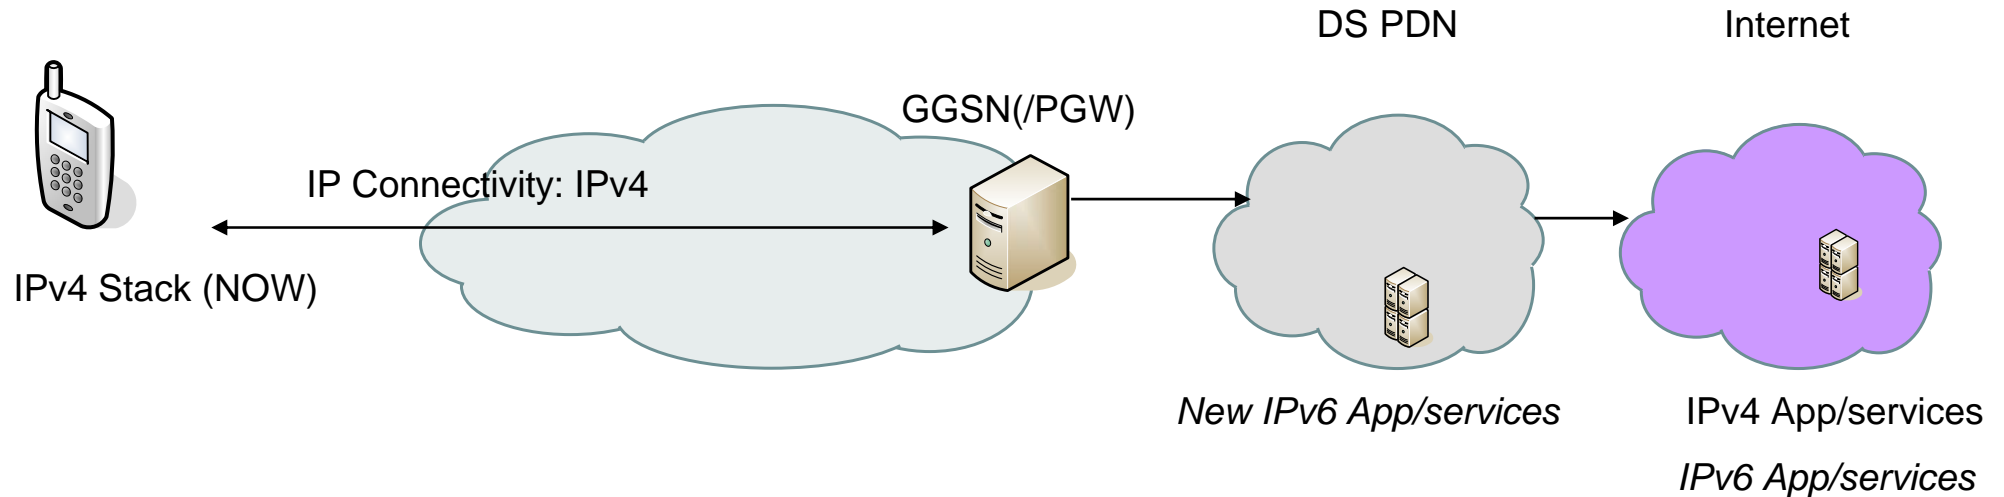 DS PDN
Internet
GGSN(/PGW)
IP Connectivity: IPv4
IPv4 Stack (NOW)
New IPv6 App/services
IPv4 App/services
IPv6 App/services